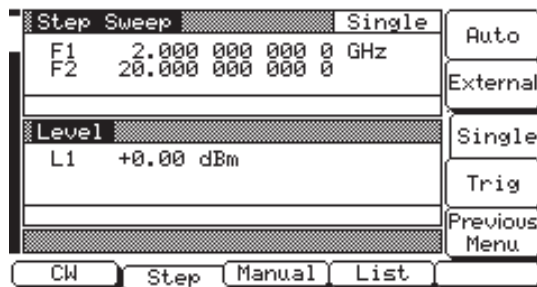 Step Sweep Single
F1 2.000 000 000 0 GHz
F2 20.000 000 000 0
Level
L1 +0.00 dBm
Auto
External
Single
Trig
Previous
Menu
CW Step Manual List